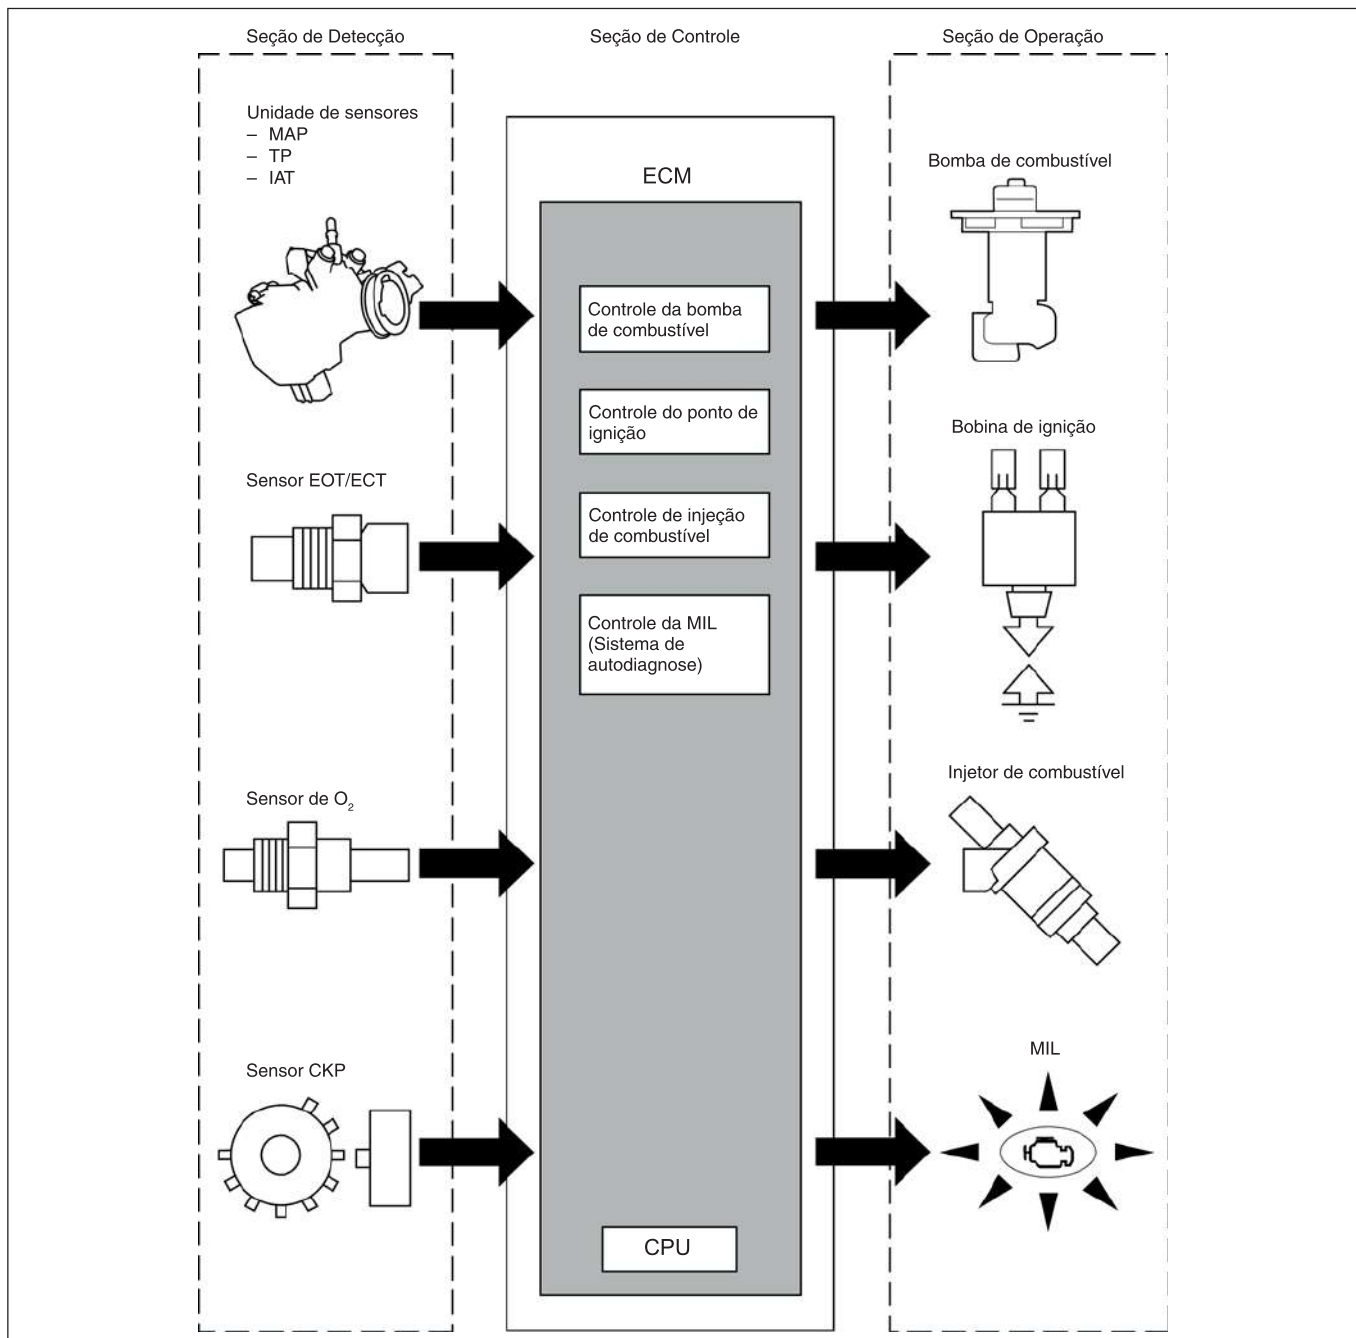 Seção de Detecção
Seção de Controle
Seção de Operação
Unidade de sensores
– MAP
– TP
– IAT
ECM
Bomba de combustível
Controle da bomba
de combustível
Controle do ponto de
ignição
Bobina de ignição
Sensor EOT/ECT
Controle de injeção
de combustível
Controle da MIL
(Sistema de
autodiagnose)
Sensor de O₂
Injetor de combustível
Sensor CKP
MIL
CPU